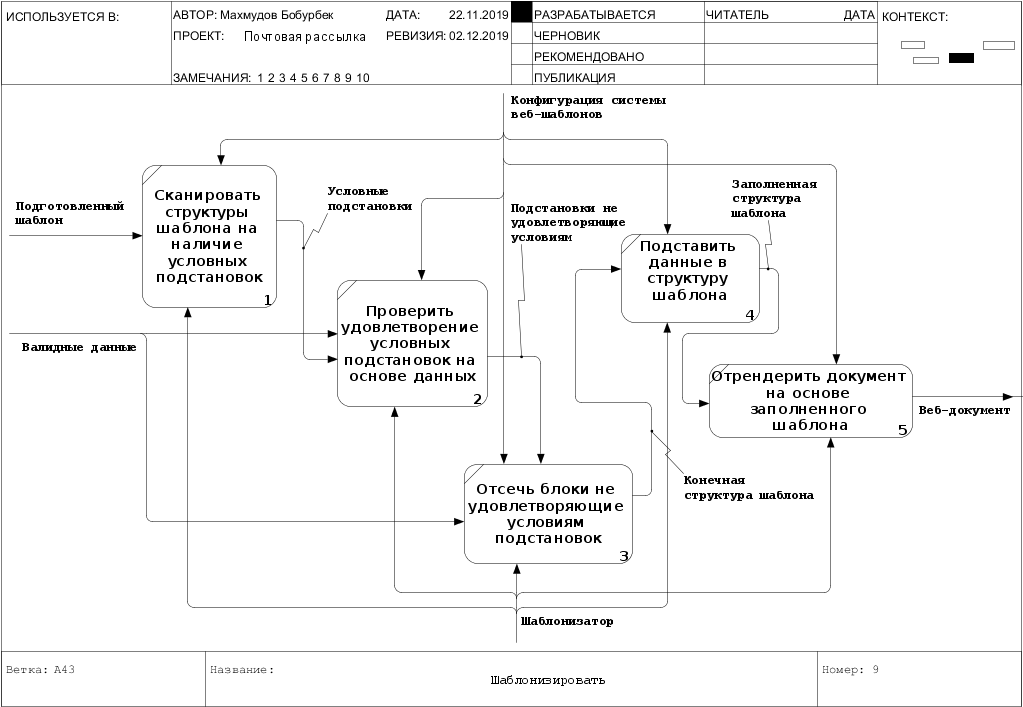 ИСПОЛЬЗУЕТСЯ В:
АВТОР: Махмудов Бобурбек
ДАТА: 22.11.2019
ПРОЕКТ: Почтовая рассылка
РЕВИЗИЯ: 02.12.2019
ЗАМЕЧАНИЯ: 1 2 3 4 5 6 7 8 9 10
РАЗРАБАТЫВАЕТСЯ
ЧЕРНОВИК
РЕКОМЕНДОВАНО
ПУБЛИКАЦИЯ
ЧИТАТЕЛЬ
ДАТА
КОНТЕКСТ:
Конфигурация системы
веб-шаблонов
Подготовленный
шаблон
Сканировать
структуры
шаблона на
наличие
условных
подстановок
1
Условные
подстановки
Подстановки не
удовлетворяющие
условиям
Заполненная
структура
шаблона
Подставить
данные в
структуру
шаблона
4
Валидные данные
Проверить
удовлетворение
условных
подстановок на
основе данных
2
Отрендерить документ
на основе
заполненного
шаблона
5
Веб-документ
Отсечь блоки не
удовлетворяющие
условиям
подстановок
3
Конечная
структура шаблона
Шаблонизатор
Ветка: A43
Название:
Шаблонизировать
Номер: 9